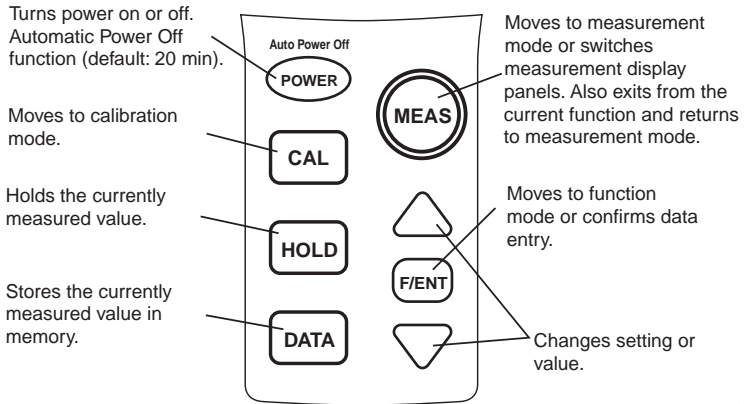 Turns power on or off.
Automatic Power Off
function (default: 20 min).
Moves to calibration
mode.
Holds the currently
measured value.
Stores the currently
measured value in
memory.
Auto Power Off
POWER
CAL
HOLD
DATA
MEAS
F/ENT
Moves to measurement
mode or switches
measurement display
panels. Also exits from the
current function and returns
to measurement mode.
Moves to function
mode or confirms data
entry.
Changes setting or
value.